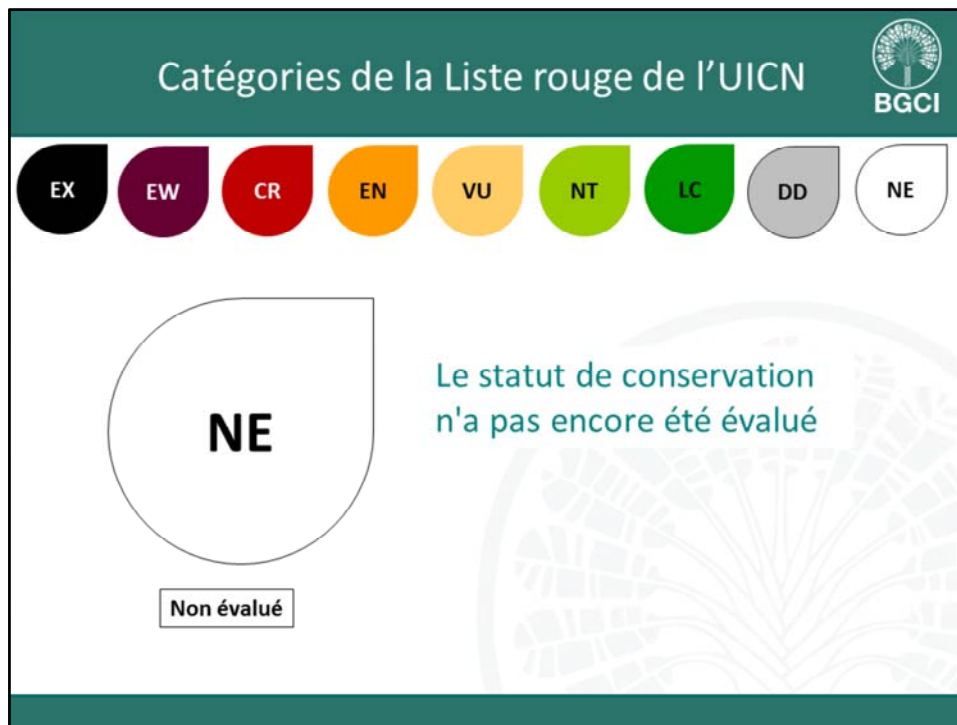 Catégories de la Liste rouge de l’UICN
BGCI
EX EW CR EN VU NT LC DD NE
NE
Le statut de conservation
n'a pas encore été évalué
Non évalué